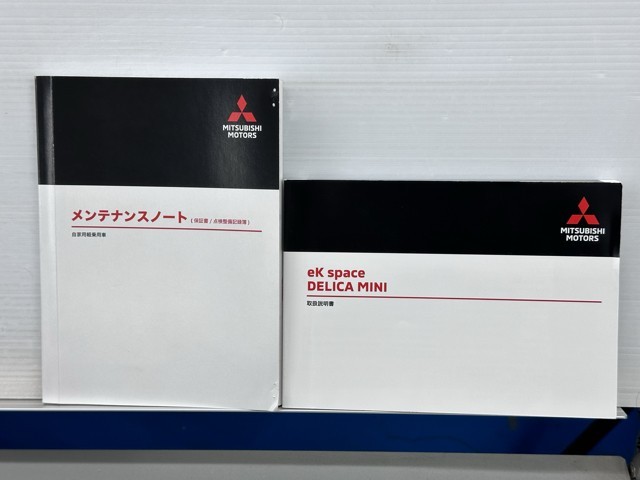 MITSUBISHI
MOTORS
メンテナンスノート (保証書 / 点検整備記録簿)
自家用軽乗用車
MITSUBISHI
MOTORS
eK space
DELICA MINI
取扱説明書